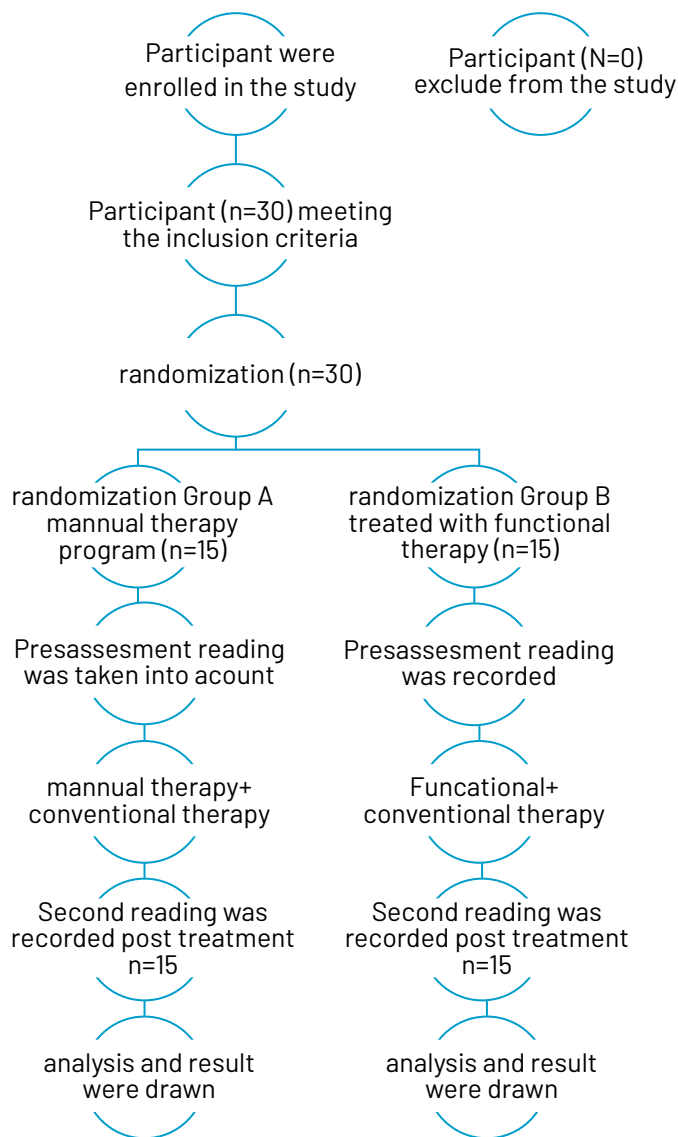 Participant were
enrolled in the study
Participant (N=0)
exclude from the study
Participant (n=30) meeting
the inclusion criteria
randomization (n=30)
randomization Group A
mannual therapy
program (n=15)
randomization Group B
treated with functional
therapy (n=15)
Presassesment reading
was taken into acount
Presassesment reading
was recorded
mannual therapy+
conventional therapy
Funcational+
conventional therapy
Second reading was
recorded post treatment
n=15
Second reading was
recorded post treatment
n=15
analysis and result
were drawn
analysis and result
were drawn